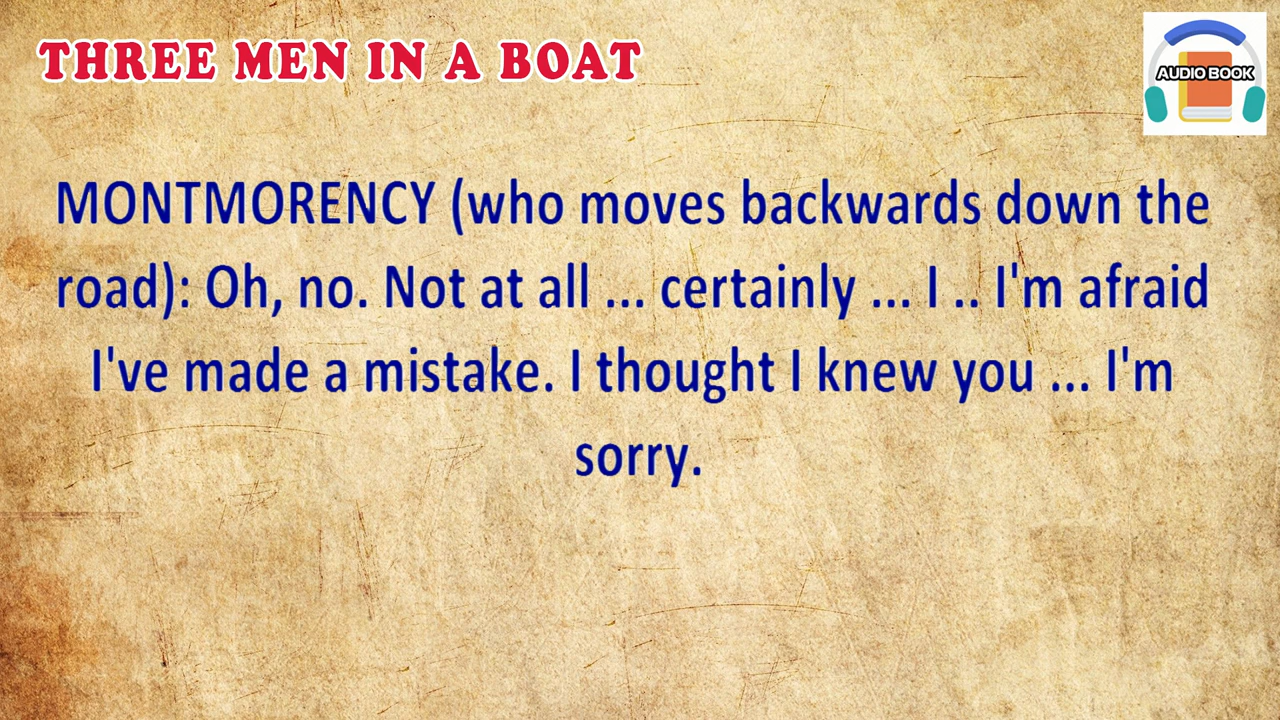 THREE MEN IN A BOAT
AUDIO BOOK
MONTMORENCY (who moves backwards down the
road): Oh, no. Not at all ... certainly ... I .. I'm afraid
I've made a mistake. I thought I knew you ... I'm
sorry.